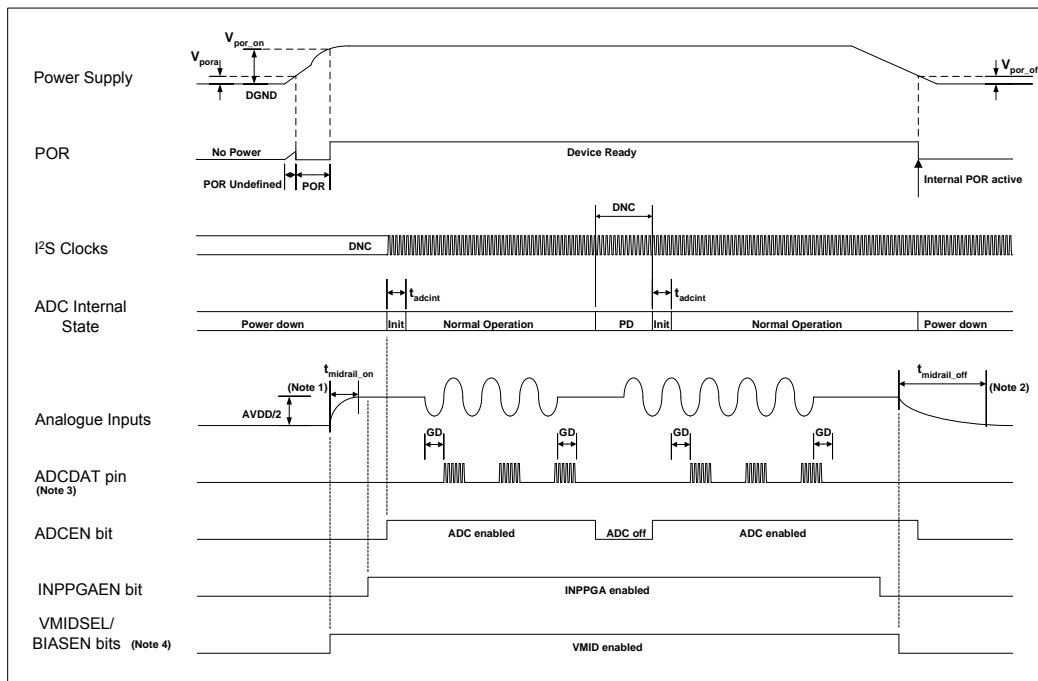 V_por_on
V_pora
Power Supply
DGND
V_por_of
POR
No Power
Device Ready
POR Undefined
POR
Internal POR active
DNC
I²S Clocks
DNC
t_adcint
t_adcint
ADC Internal
State
Power down
Init
Normal Operation
PD
Init
Normal Operation
Power down
t_midrail_on
t_midrail_off
(Note 1)
(Note 2)
Analogue Inputs
AVDD/2
GD
GD
GD
GD
ADCDAT pin
(Note 3)
ADCEN bit
ADC enabled
ADC off
ADC enabled
INPPGAEN bit
INPPGA enabled
VMIDSEL/
BIASEN bits (Note 4)
VMID enabled